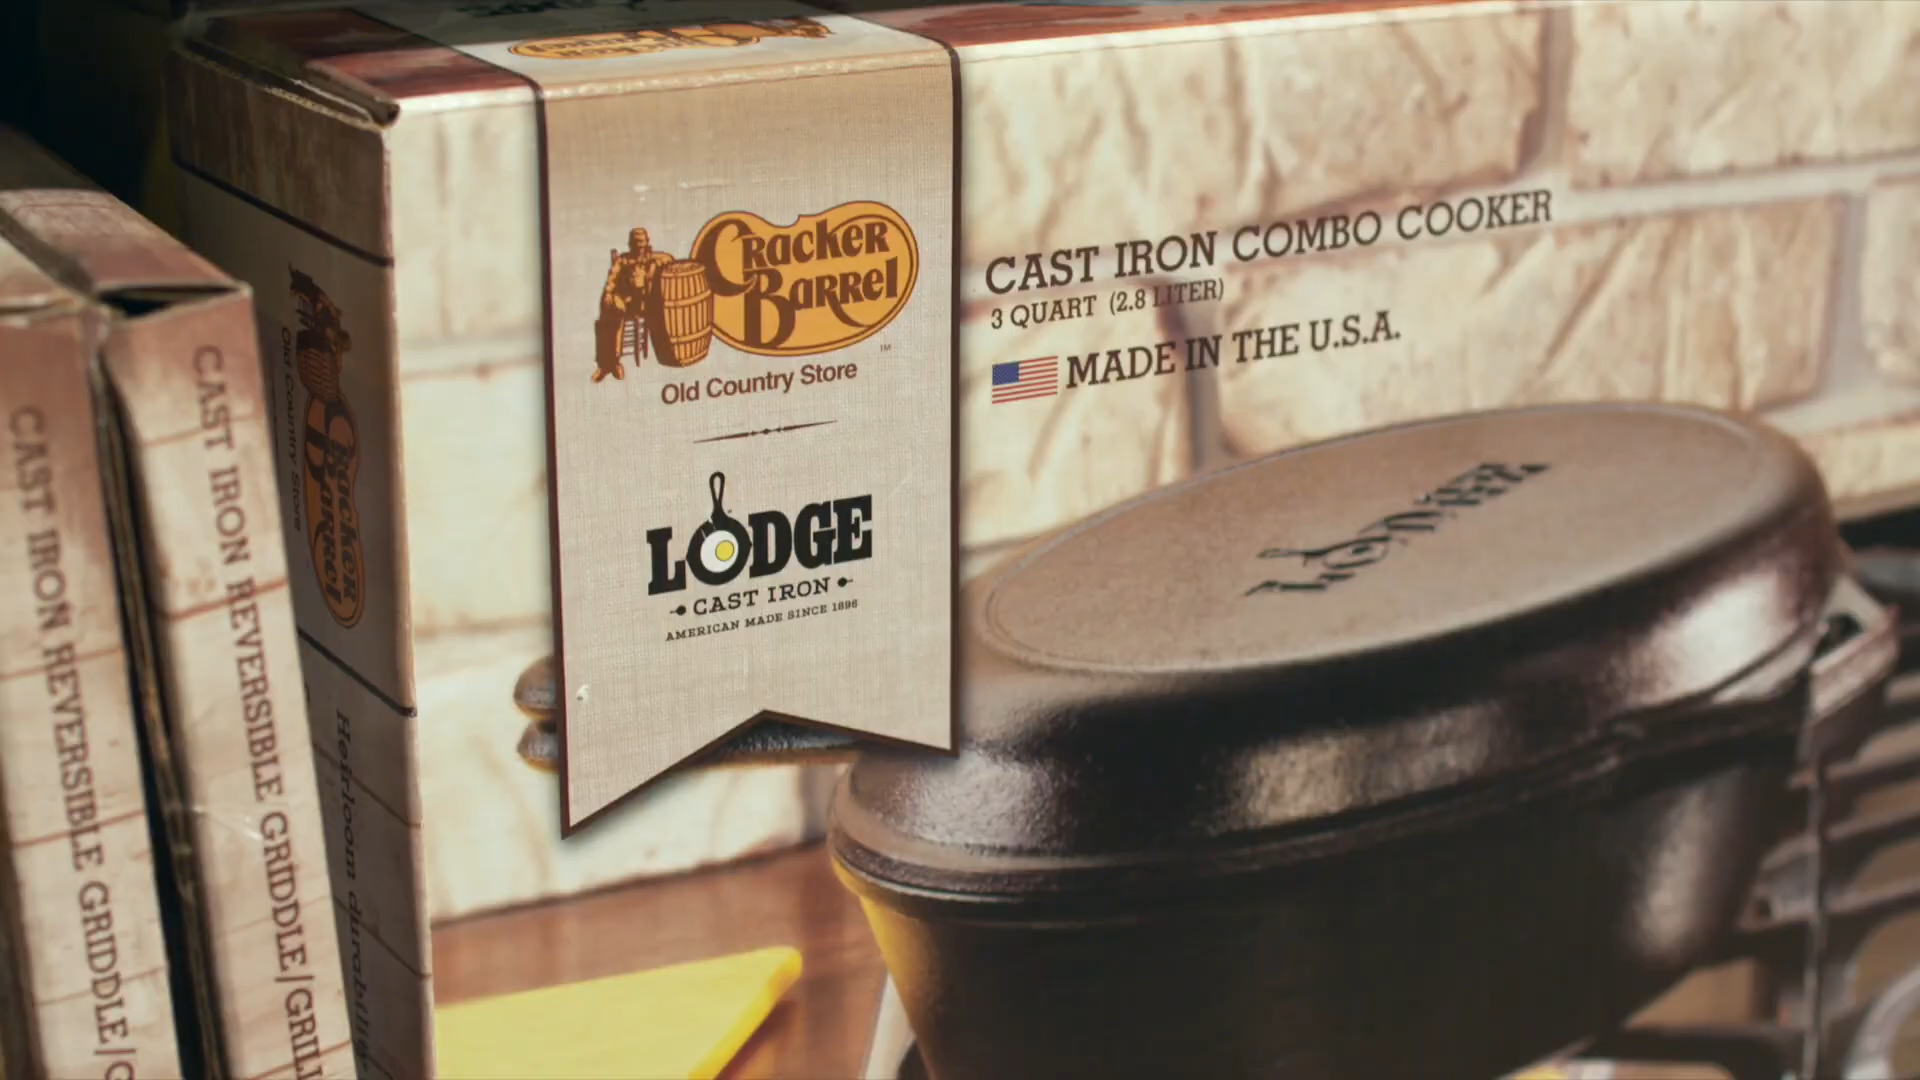 Cracker
Barrel
TM
Old Country Store
LODGE
CAST IRON
AMERICAN MADE SINCE 1896
CAST IRON COMBO COOKER
3 QUART (2.8 LITER)
MADE IN THE U.S.A.
LODGE
Cracker
Barrel
Old Country Store
Heirloom durability
CAST IRON REVERSIBLE GRIDDLE/GRILL
CAST IRON REVERSIBLE GRIDDLE/G